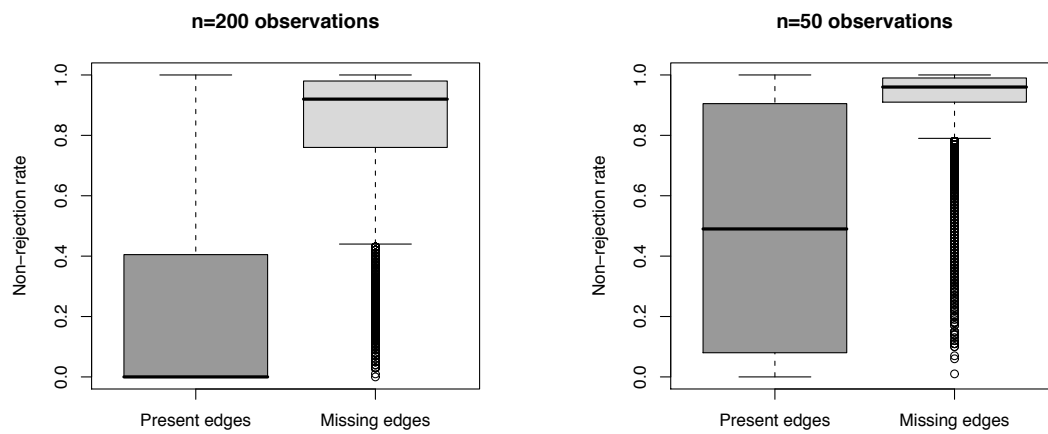 n=200 observations
Non−rejection rate
1.0
0.8
0.6
0.4
0.2
0.0
Present edges
Missing edges
n=50 observations
Non−rejection rate
1.0
0.8
0.6
0.4
0.2
0.0
Present edges
Missing edges